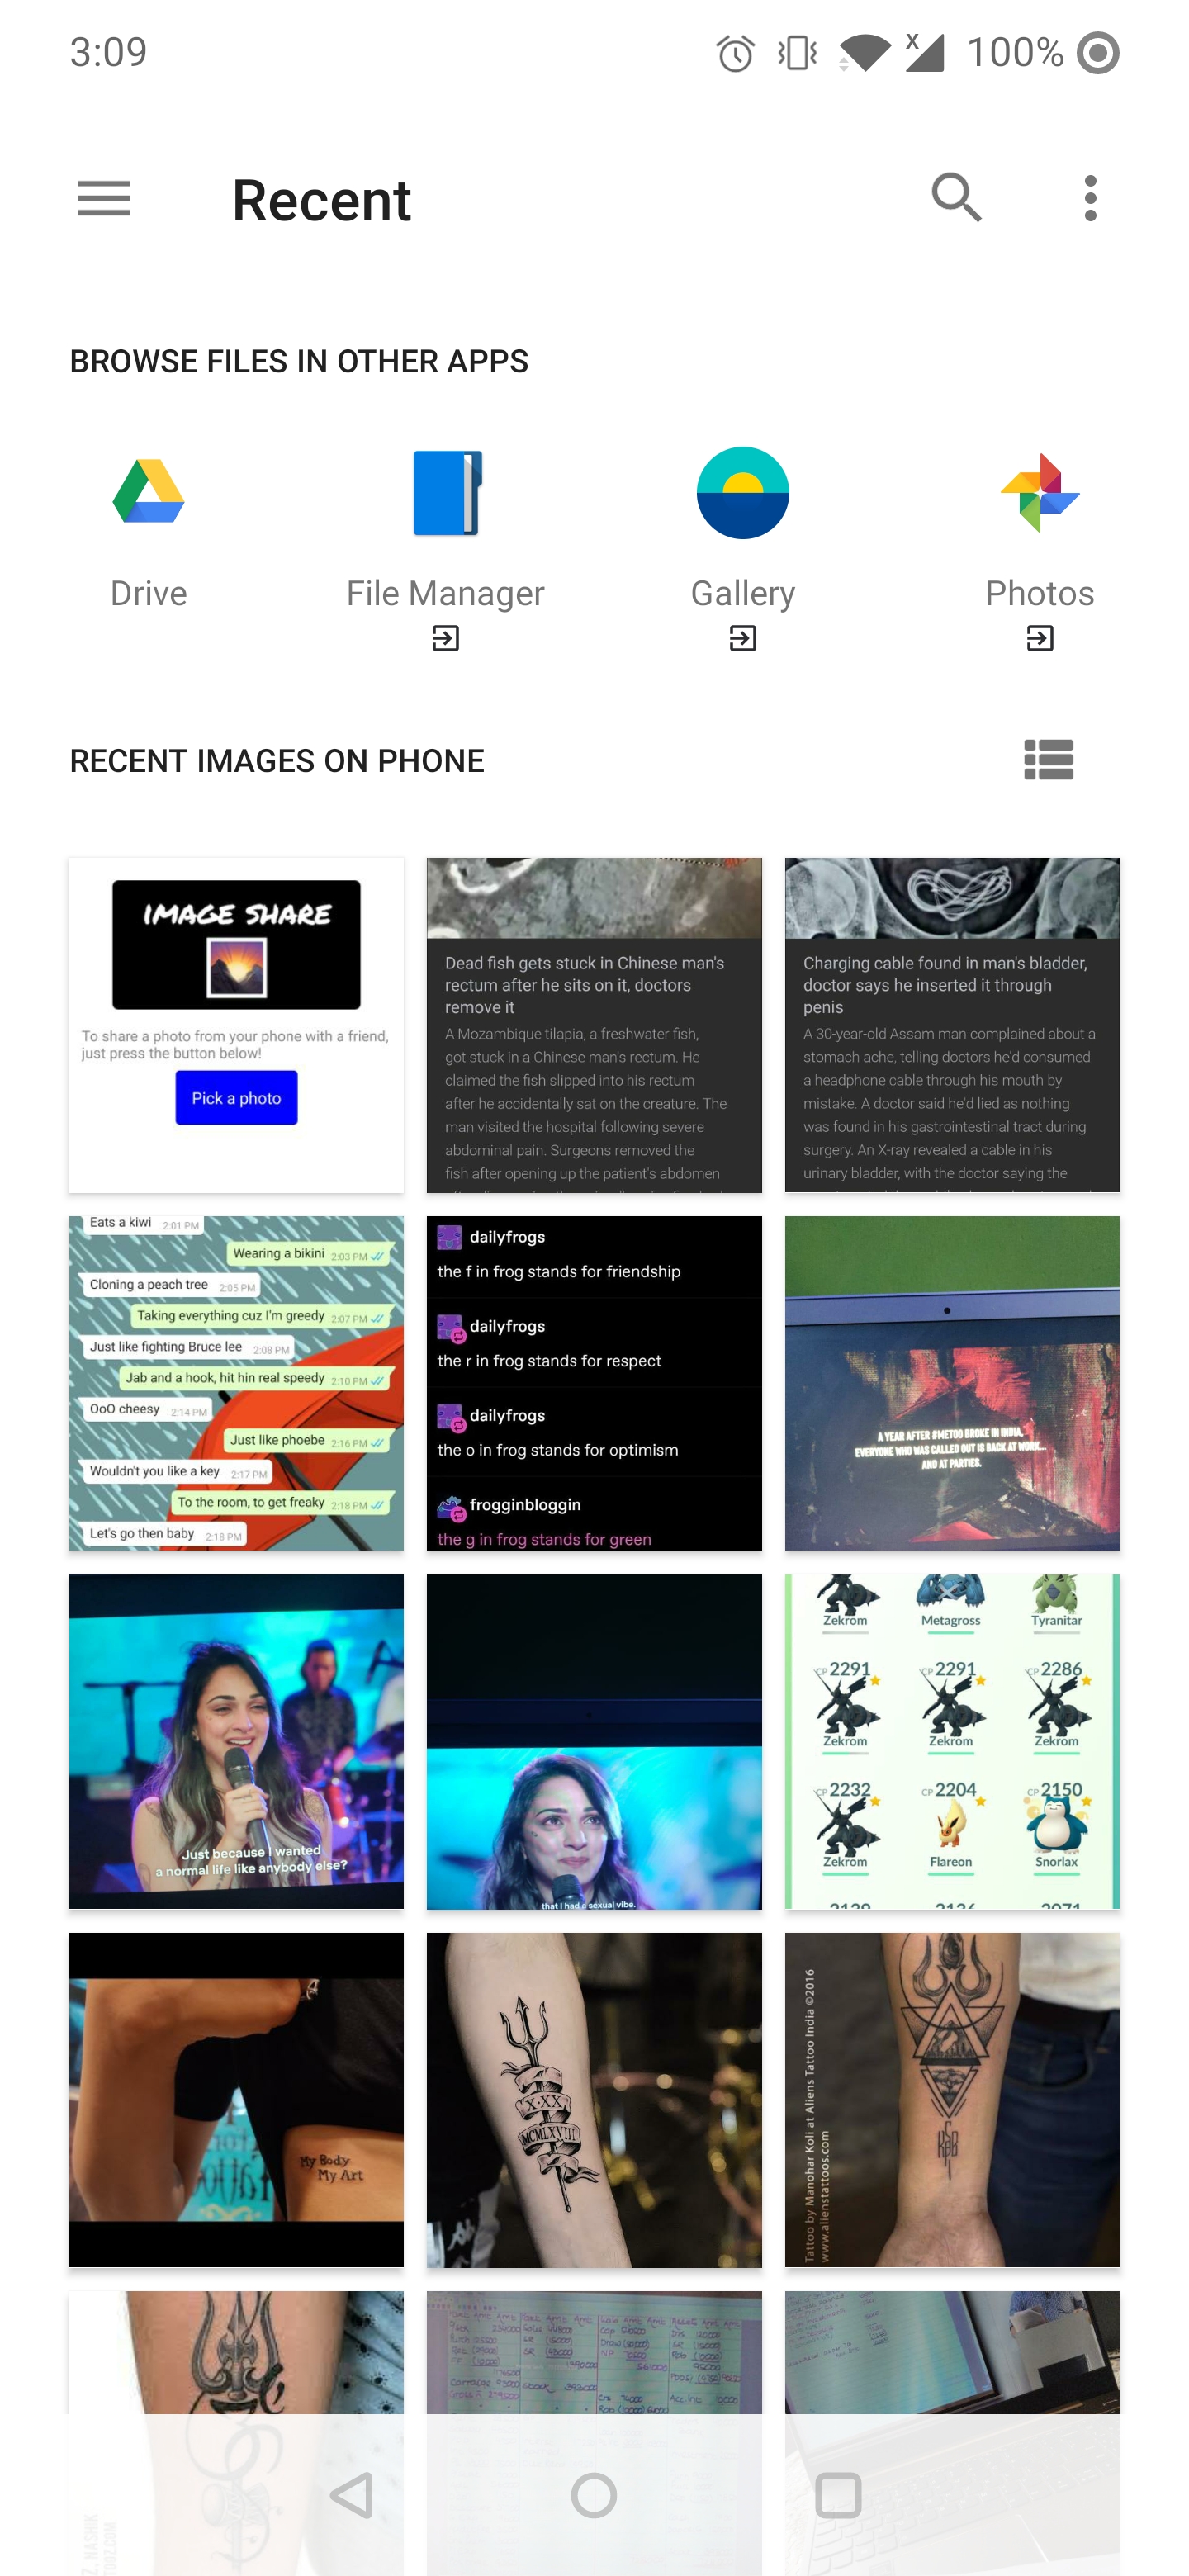 3:09
X
100%
Recent
BROWSE FILES IN OTHER APPS
Drive
File Manager
Gallery
Photos
RECENT IMAGES ON PHONE
IMAGE SHARE
To share a photo from your phone with a friend,
just press the button below!
Pick a photo
Dead fish gets stuck in Chinese man's
rectum after he sits on it, doctors
remove it
A Mozambique tilapia, a freshwater fish,
got stuck in a Chinese man's rectum. He
claimed the fish slipped into his rectum
after he accidentally sat on the creature. The
man visited the hospital following severe
abdominal pain. Surgeons removed the
fish after opening up the patient's abdomen
Charging cable found in man's bladder,
doctor says he inserted it through
penis
A 30-year-old Assam man complained about a
stomach ache, telling doctors he'd consumed
a headphone cable through his mouth by
mistake. A doctor said he'd lied as nothing
was found in his gastrointestinal tract during
surgery. An X-ray revealed a cable in his
urinary bladder, with the doctor saying the
Eats a kiwi 2:01 PM
Wearing a bikini 2:03 PM
Cloning a peach tree 2:05 PM
Taking everything cuz I'm greedy 2:07 PM
Just like fighting Bruce lee 2:08 PM
Jab and a hook, hit hin real speedy 2:10 PM
OoO cheesy 2:14 PM
Just like phoebe 2:16 PM
Wouldn't you like a key 2:17 PM
To the room, to get freaky 2:18 PM
Let's go then baby 2:18 PM
dailyfrogs
the f in frog stands for friendship
dailyfrogs
the r in frog stands for respect
dailyfrogs
the o in frog stands for optimism
frogginbloggin
the g in frog stands for green
A YEAR AFTER #METOO BROKE IN INDIA,
EVERYONE WHO WAS CALLED OUT IS BACK AT WORK...
AND AT PARTIES.
Just because I wanted
a normal life like anybody else?
that I had a sexual vibe.
Zekrom Metagross Tyranitar
CP 2291 CP 2291 CP 2286
Zekrom Zekrom Zekrom
CP 2232 CP 2204 CP 2150
Zekrom Flareon Snorlax
My Body
My Art
X·XX
MCMLXVIII
Tattoo by Manohar Koli at Aliens Tattoo India ©2016
www.alienstattoos.com